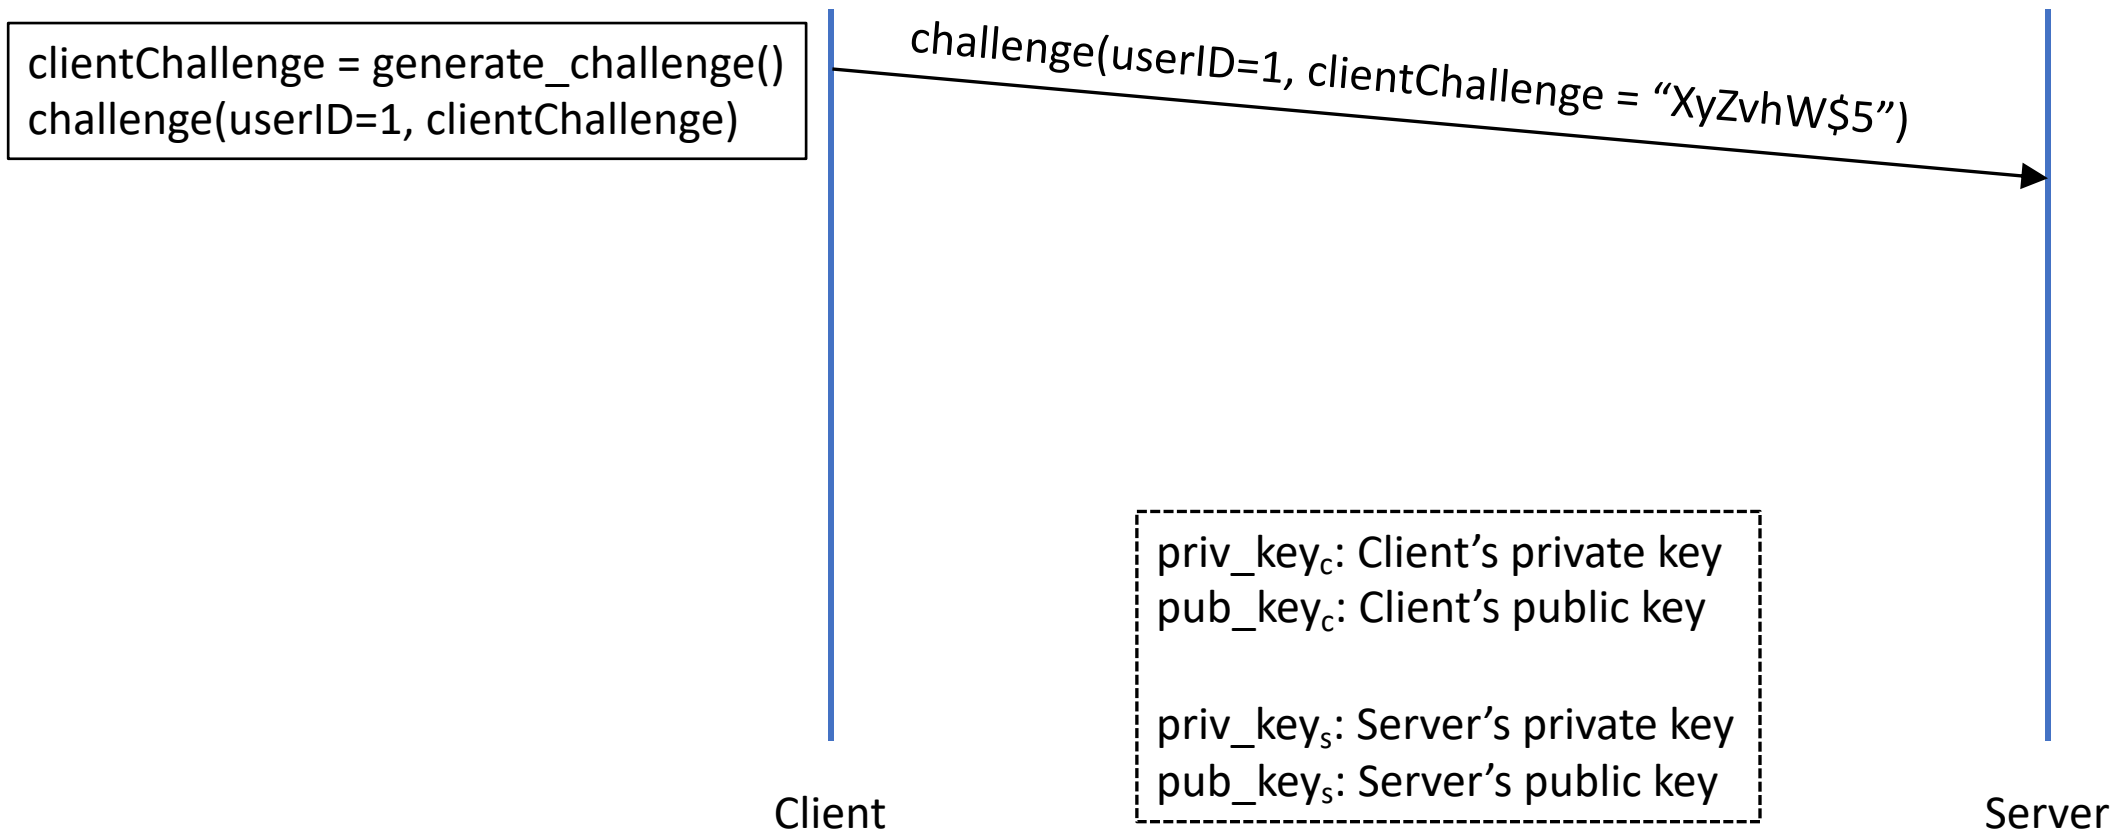 clientChallenge = generate_challenge()
challenge(userID=1, clientChallenge)
challenge(userID=1, clientChallenge = “XyZvhW$5”)
priv_keyc: Client’s private key
pub_keyc: Client’s public key
priv_keys: Server’s private key
pub_keys: Server’s public key
Client
Server